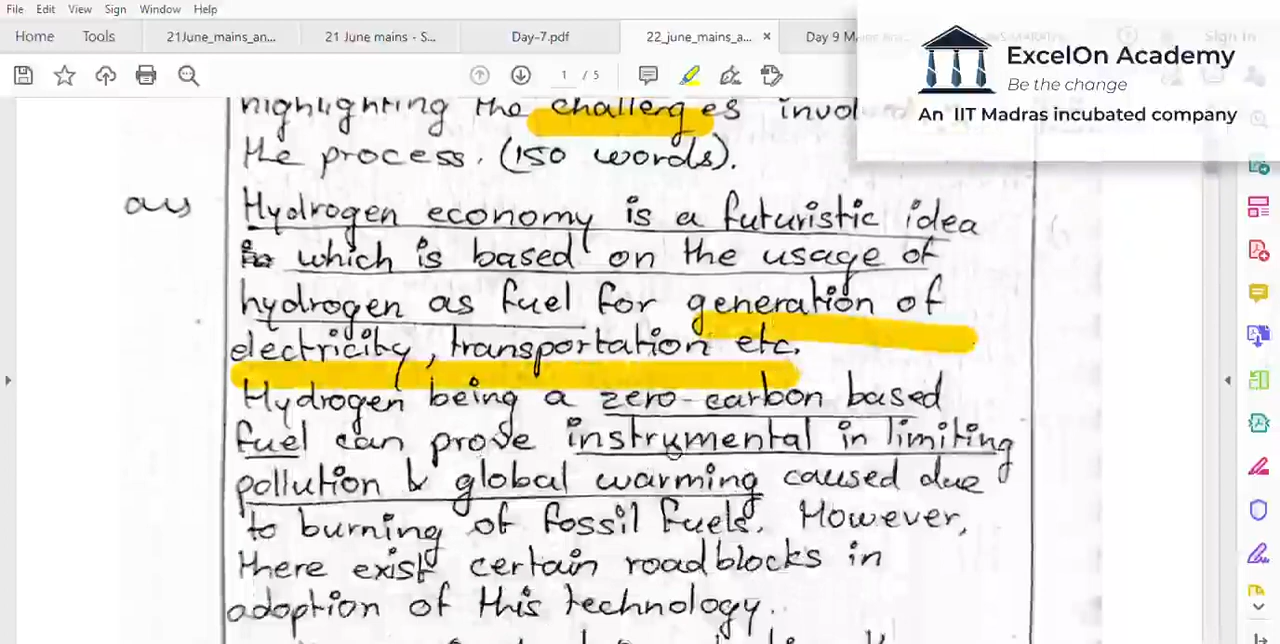 File Edit View Sign Window Help
Home Tools 21June_mains_an... 21 June mains - S... Day-7.pdf 22_june_mains_a... × Day 9 M
1 / 5
ExcelOn Academy
Be the change
An IIT Madras incubated company
highlighting the challenges invol
the process. (150 words).
Hydrogen economy is a futuristic idea
which is based on the usage of
hydrogen as fuel for generation of
electricity, transportation etc.
Hydrogen being a zero-carbon based
fuel can prove instrumental in limiting
pollution & global warming caused due
to burning of fossil fuels. However,
there exist certain roadblocks in
adoption of this technology.